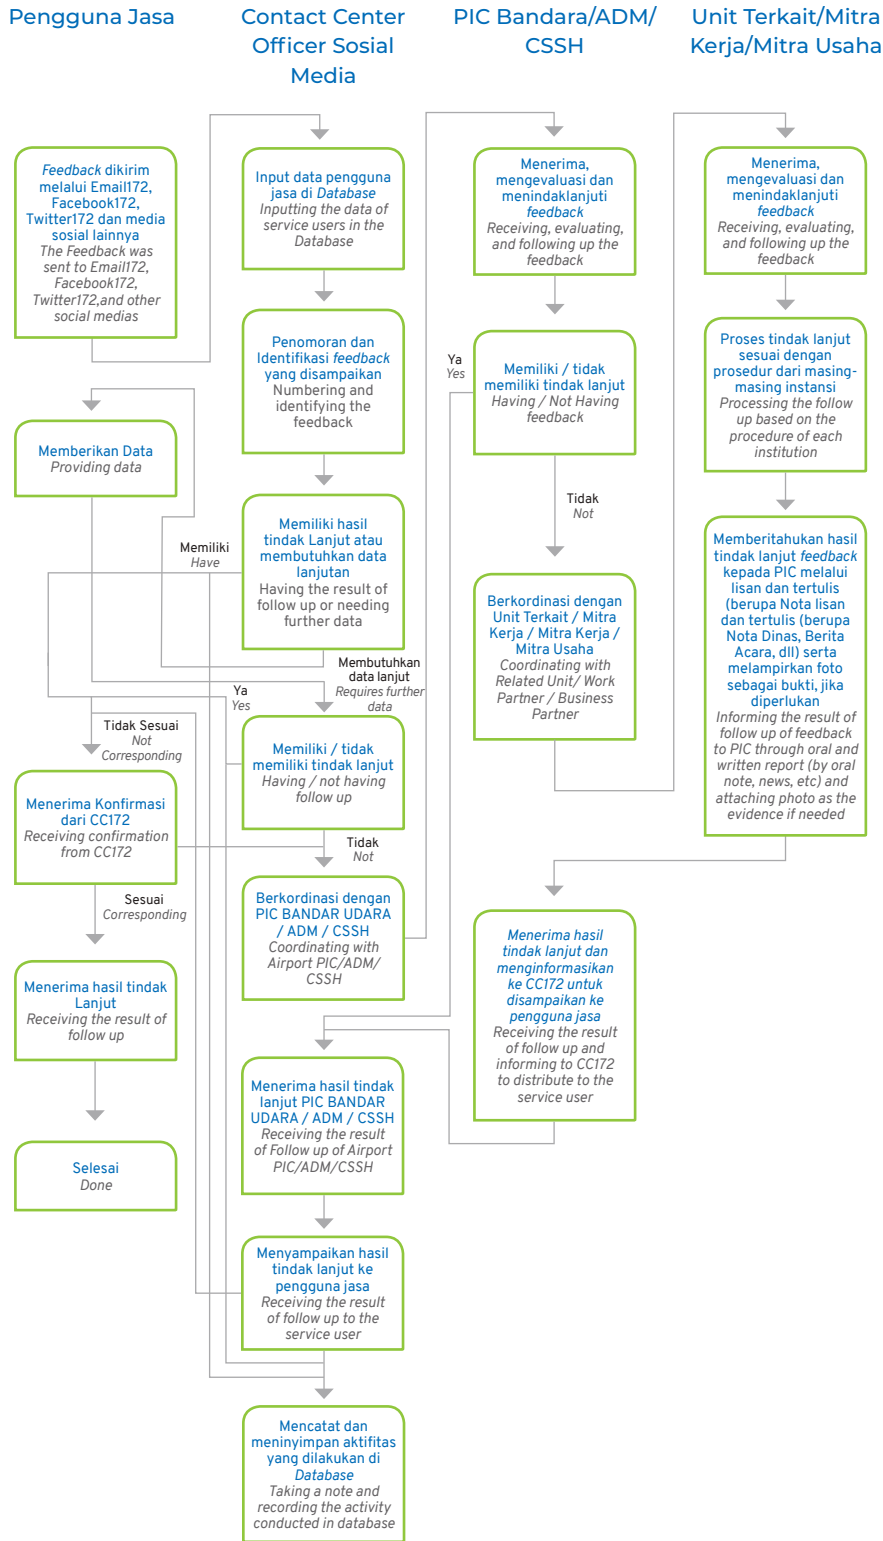 Pengguna Jasa
Contact Center
Officer Sosial
Media
PIC Bandara/ADM/
CSSH
Unit Terkait/Mitra
Kerja/Mitra Usaha
Feedback dikirim
melalui Email172,
Facebook172,
Twitter172 dan media
sosial lainnya
The Feedback was
sent to Email172,
Facebook172,
Twitter172,and other
social medias
Memberikan Data
Providing data
Tidak Sesuai
Not
Corresponding
Menerima Konfirmasi
dari CC172
Receiving confirmation
from CC172
Sesuai
Corresponding
Menerima hasil tindak
Lanjut
Receiving the result of
follow up
Selesai
Done
Input data pengguna
jasa di Database
Inputting the data of
service users in the
Database
Penomoran dan
Identifikasi feedback
yang disampaikan
Numbering and
identifying the
feedback
Memiliki
Have
Memiliki hasil
tindak Lanjut atau
membutuhkan data
lanjutan
Having the result of
follow up or needing
further data
Membutuhkan
data lanjut
Requires further
data
Ya
Yes
Memiliki / tidak
memiliki tindak lanjut
Having / not having
follow up
Tidak
Not
Berkordinasi dengan
PIC BANDAR UDARA
/ ADM / CSSH
Coordinating with
Airport PIC/ADM/
CSSH
Menerima hasil tindak
lanjut PIC BANDAR
UDARA / ADM / CSSH
Receiving the result
of Follow up of Airport
PIC/ADM/CSSH
Menyampaikan hasil
tindak lanjut ke
pengguna jasa
Receiving the result
of follow up to the
service user
Mencatat dan
meninyimpan aktifitas
yang dilakukan di
Database
Taking a note and
recording the activity
conducted in database
Menerima,
mengevaluasi dan
menindaklanjuti
feedback
Receiving, evaluating,
and following up the
feedback
Ya
Yes
Memiliki / tidak
memiliki tindak lanjut
Having / Not Having
feedback
Tidak
Not
Berkordinasi dengan
Unit Terkait / Mitra
Kerja / Mitra Kerja /
Mitra Usaha
Coordinating with
Related Unit/ Work
Partner / Business
Partner
Menerima hasil
tindak lanjut dan
menginformasikan
ke CC172 untuk
disampaikan ke
pengguna jasa
Receiving the result
of follow up and
informing to CC172
to distribute to the
service user
Menerima,
mengevaluasi dan
menindaklanjuti
feedback
Receiving, evaluating,
and following up the
feedback
Proses tindak lanjut
sesuai dengan
prosedur dari masing-
masing instansi
Processing the follow
up based on the
procedure of each
institution
Memberitahukan hasil
tindak lanjut feedback
kepada PIC melalui
lisan dan tertulis
(berupa Nota lisan
dan tertulis (berupa
Nota Dinas, Berita
Acara, dll) serta
melampirkan foto
sebagai bukti, jika
diperlukan
Informing the result of
follow up of feedback
to PIC through oral and
written report (by oral
note, news, etc) and
attaching photo as the
evidence if needed